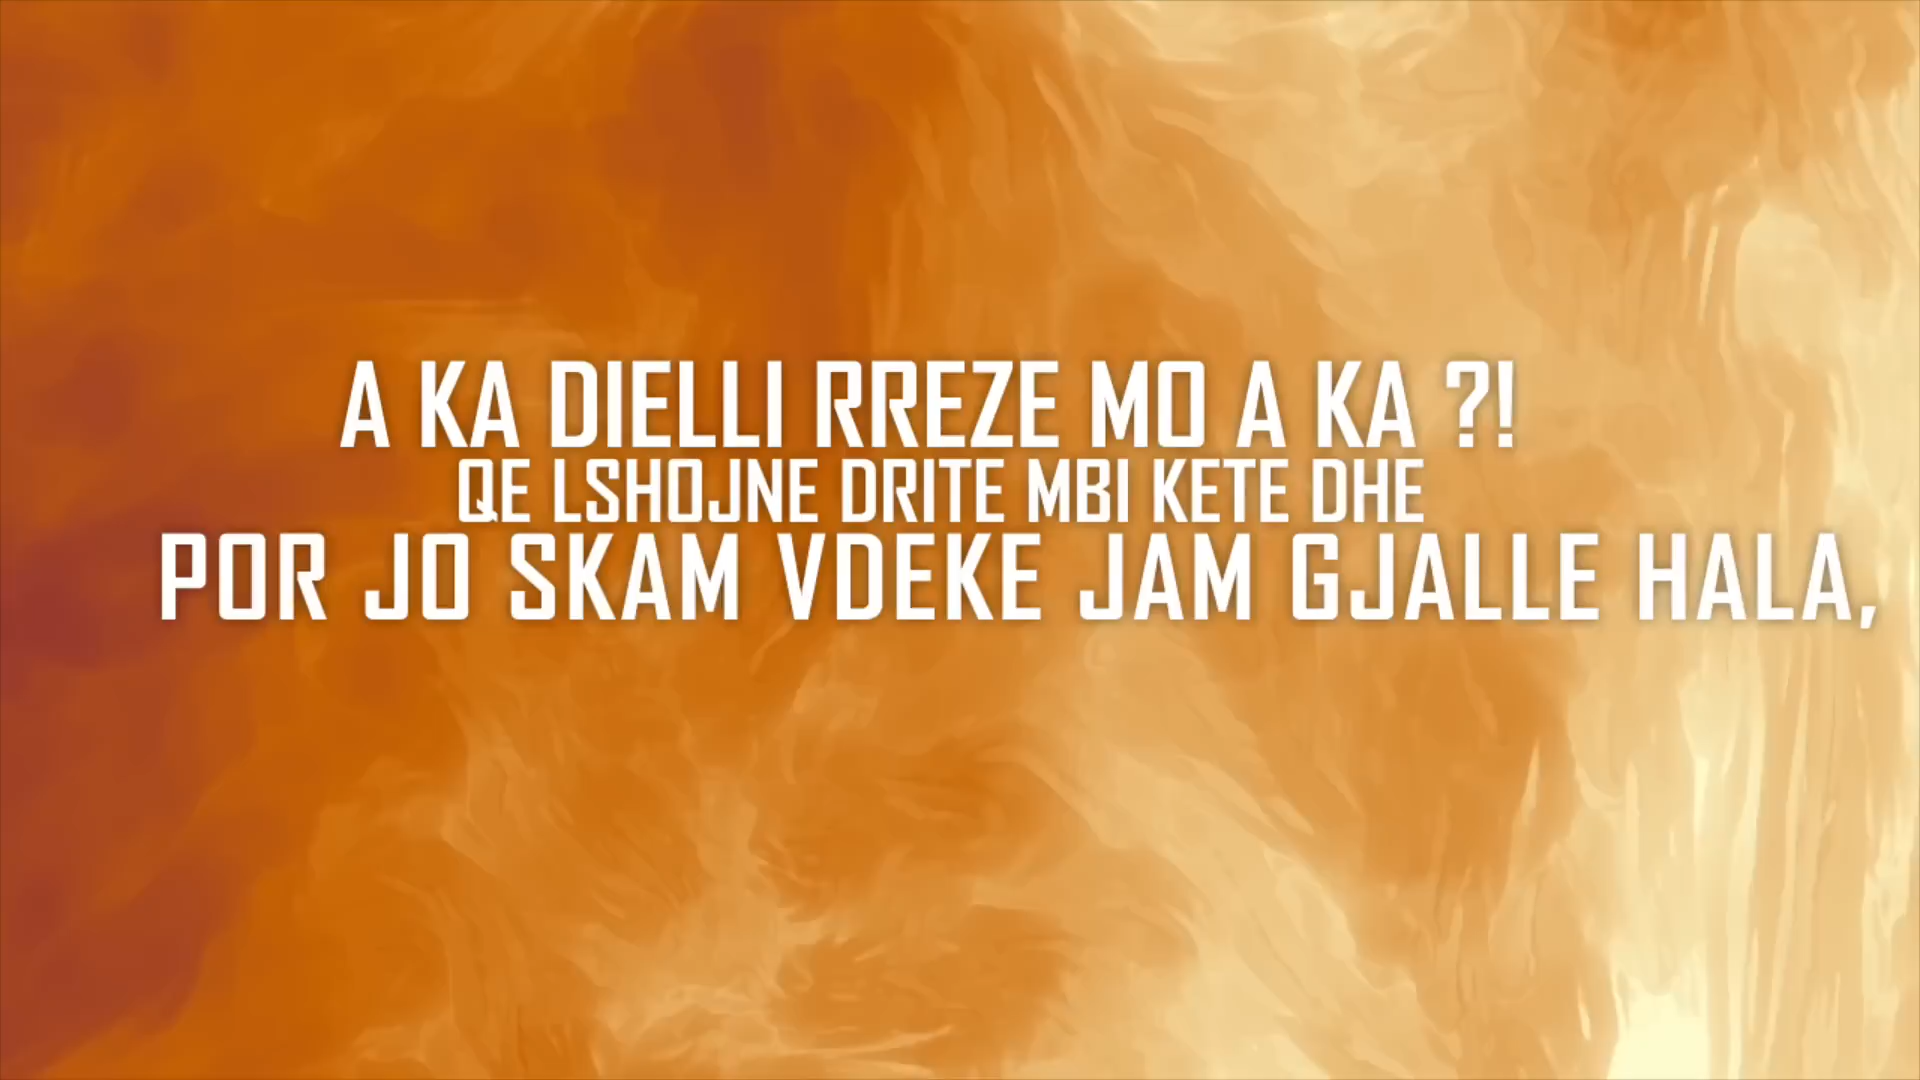 A KA DIELLI RREZE MO A KA ?!
QE LSHOJNE DRITE MBI KETE DHE
POR JO SKAM VDEKE JAM GJALLE HALA,